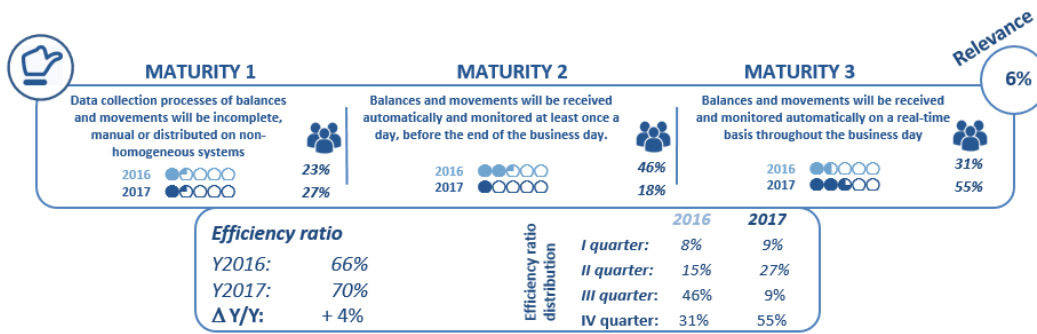 Relevance
6%
MATURITY 1
Data collection processes of balances
and movements will be incomplete,
manual or distributed on non-
homogeneous systems
2016 23%
2017 27%
MATURITY 2
Balances and movements will be received
automatically and monitored at least once a
day, before the end of the business day.
2016 46%
2017 18%
MATURITY 3
Balances and movements will be received
and monitored automatically on a real-time
basis throughout the business day
2016 31%
2017 55%
Efficiency ratio
Y2016: 66%
Y2017: 70%
Δ Y/Y: + 4%
Efficiency ratio
distribution
2016 2017
I quarter: 8% 9%
II quarter: 15% 27%
III quarter: 46% 9%
IV quarter: 31% 55%